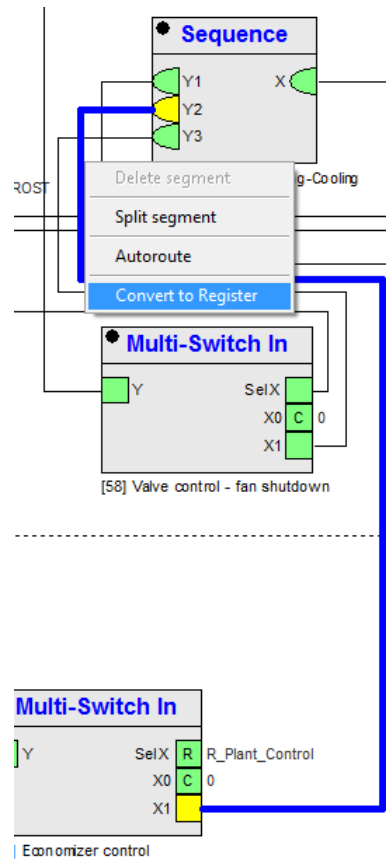 Sequence
Y1 X
Y2
Y3
ROST
Delete segment
g-Cooling
Split segment
Autoroute
Convert to Register
Multi-Switch In
Y SelX
X0 C 0
X1
[58] Valve control - fan shutdown
Multi-Switch In
Y SelX R R_Plant_Control
X0 C 0
X1
Economizer control